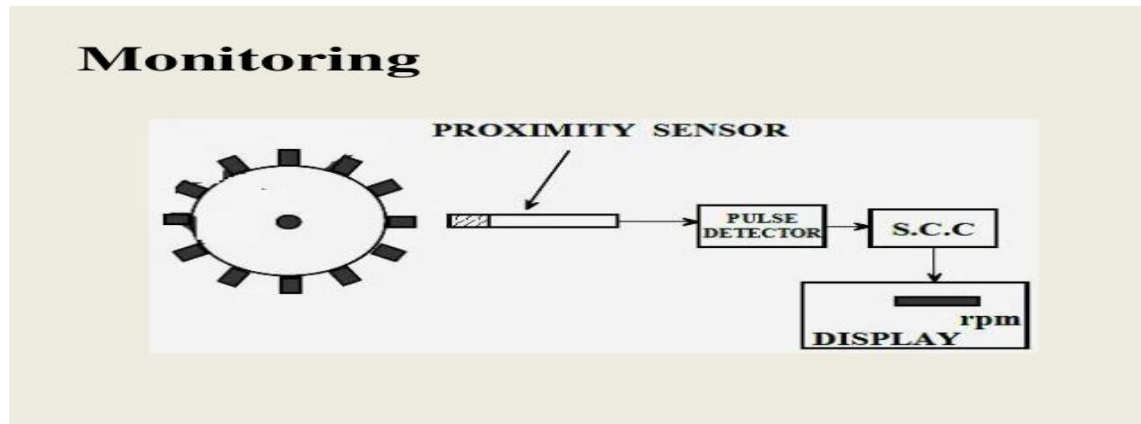 Monitoring
PROXIMITY SENSOR
PULSE
DETECTOR
S.C.C
rpm
DISPLAY